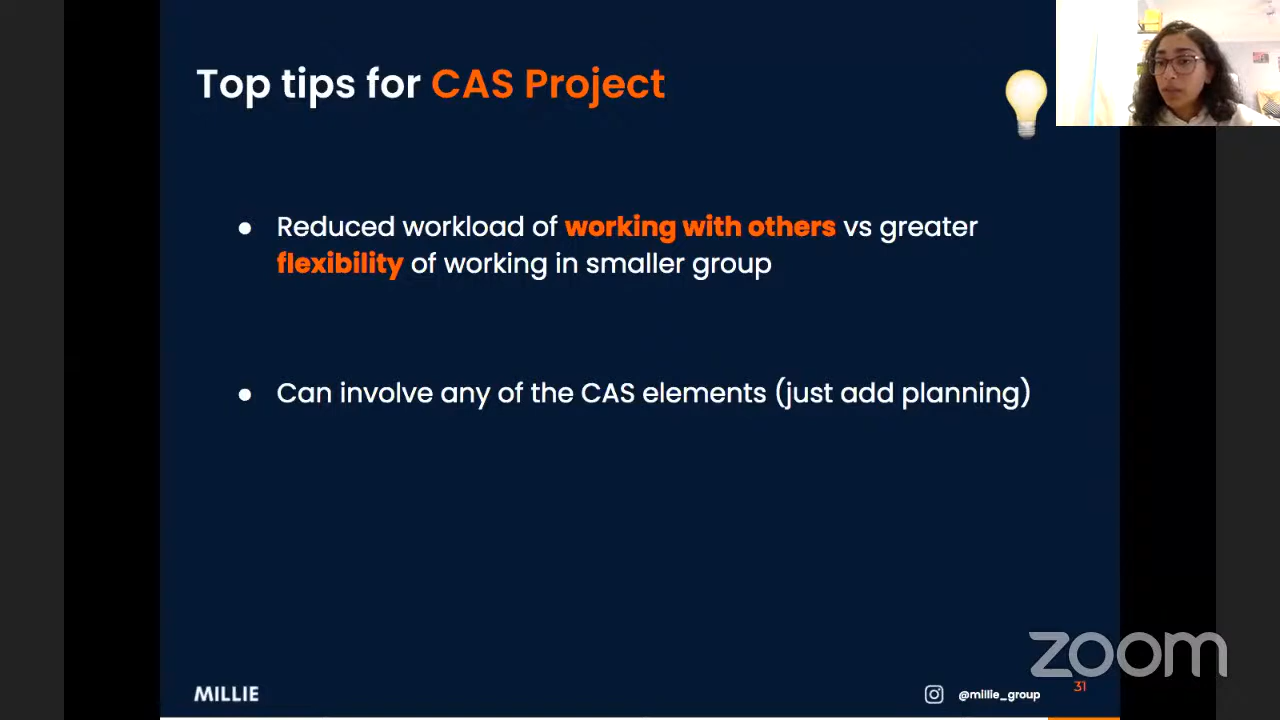 Top tips for CAS Project
● Reduced workload of working with others vs greater
flexibility of working in smaller group
● Can involve any of the CAS elements (just add planning)
zoom
MILLIE
@millie_group
31